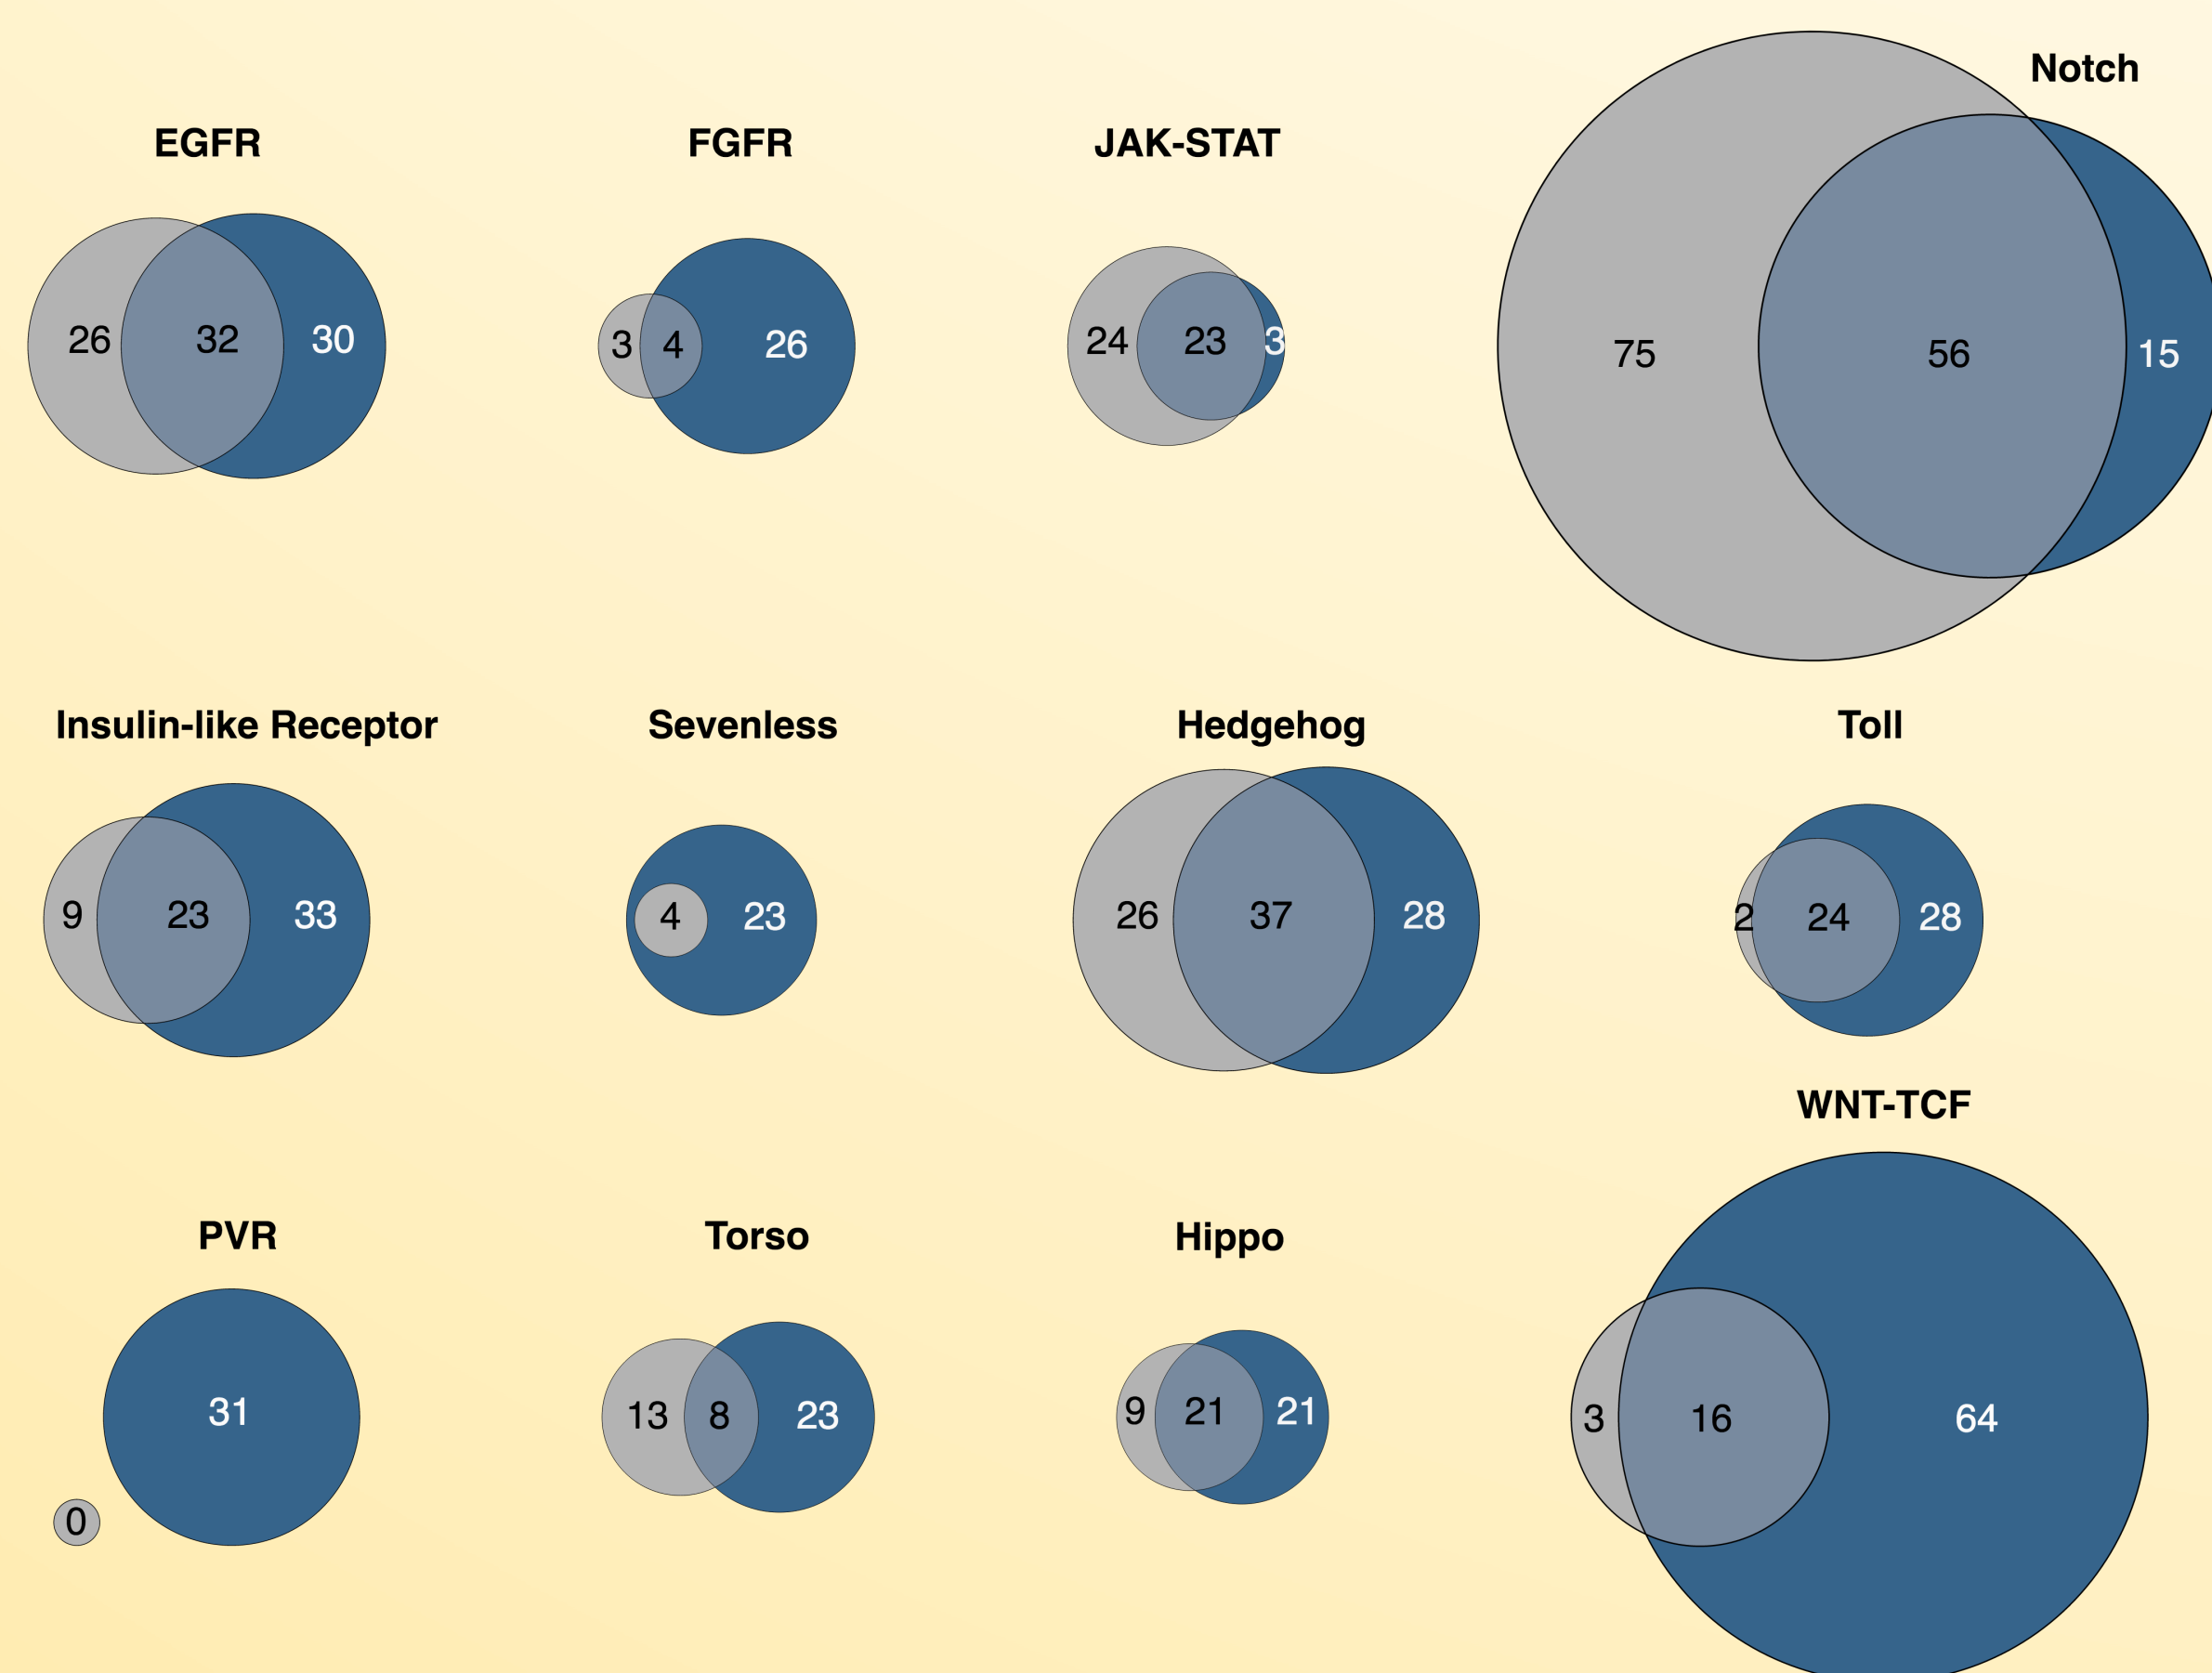 Notch
EGFR
FGFR
JAK-STAT
26 32 30
3 4 26
24 23 3
75 56 15
Insulin-like Receptor
Sevenless
Hedgehog
Toll
9 23 33
4 23
26 37 28
2 24 28
WNT-TCF
PVR
Torso
Hippo
31
13 8 23
9 21 21
3 16 64
0